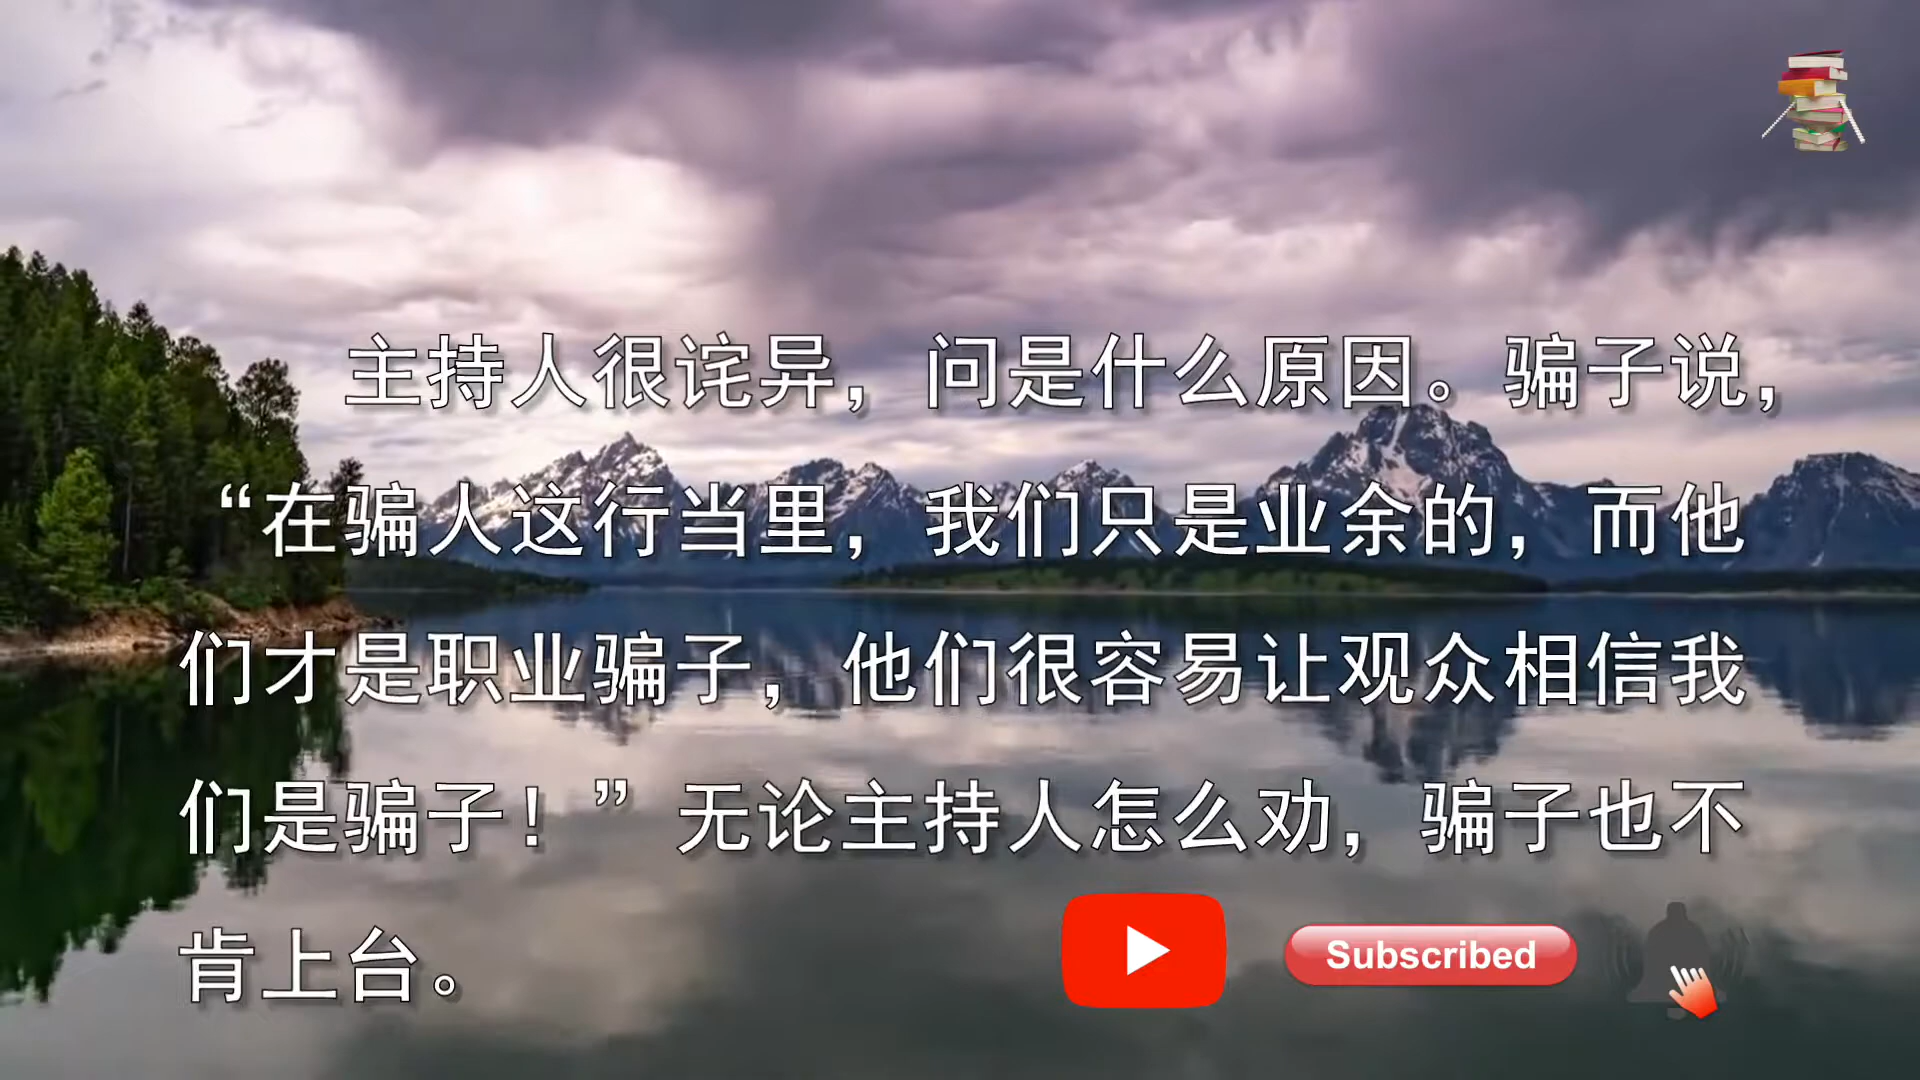 主持人很诧异，问是什么原因。骗子说，
“在骗人这行当里，我们只是业余的，而他
们才是职业骗子，他们很容易让观众相信我
们是骗子！”无论主持人怎么劝，骗子也不
肯上台。
Subscribed